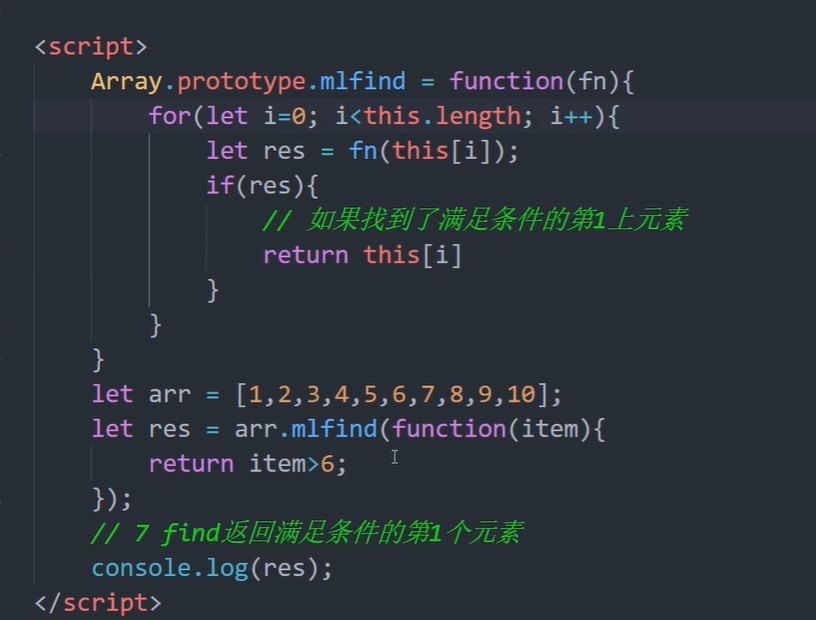 <script>
Array.prototype.mlfind = function(fn){
for(let i=0; i<this.length; i++){
let res = fn(this[i]);
if(res){
// 如果找到了满足条件的第1上元素
return this[i]
}
}
}
let arr = [1,2,3,4,5,6,7,8,9,10];
let res = arr.mlfind(function(item){
return item>6;
});
// 7 find返回满足条件的第1个元素
console.log(res);
</script>